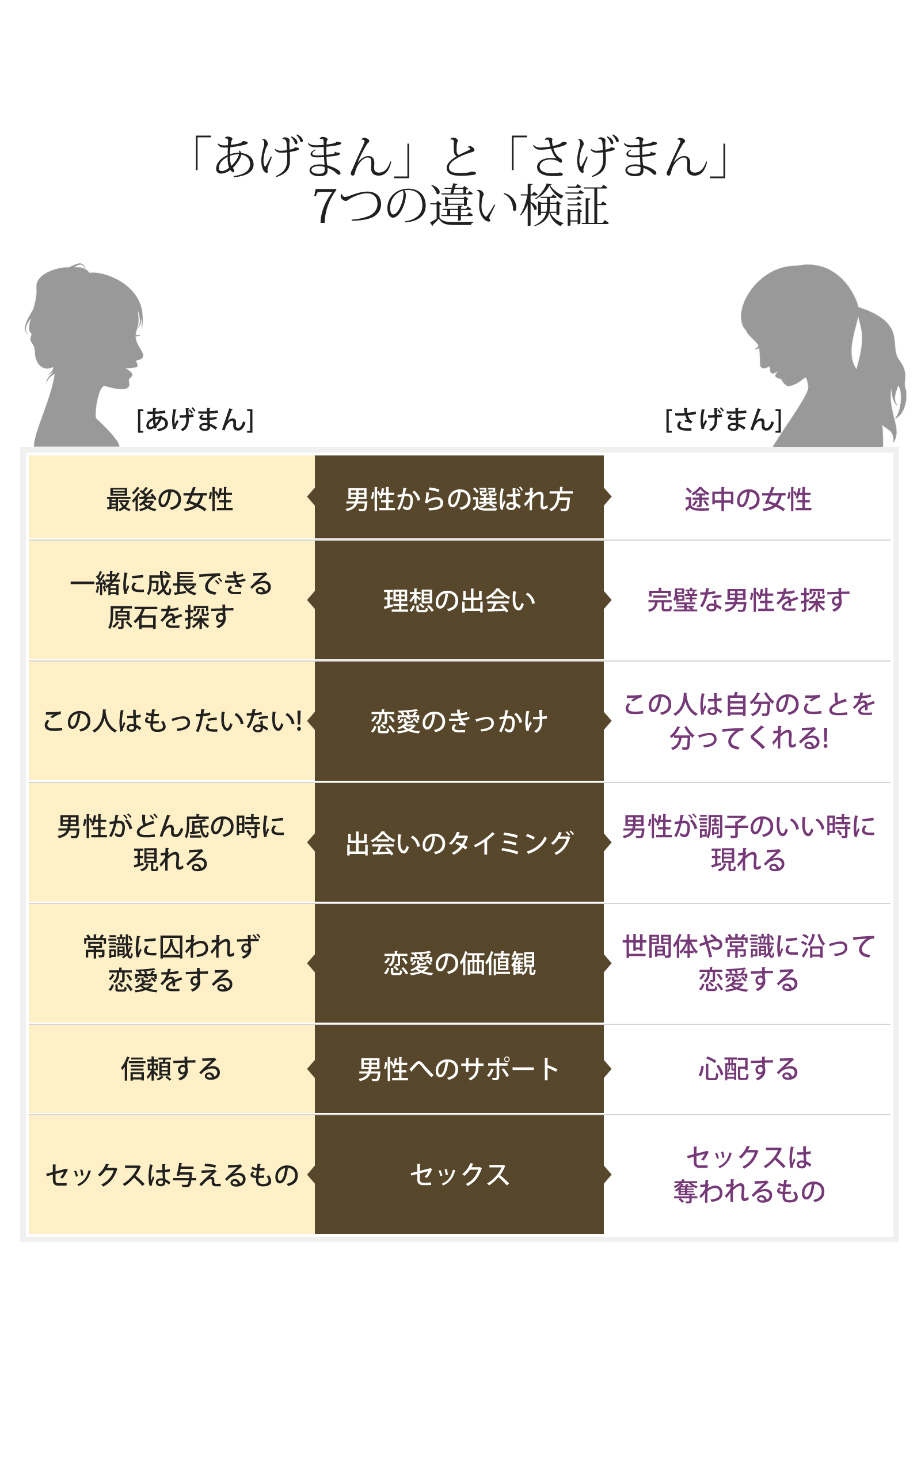 「あげまん」と「さげまん」
7つの違い検証
[あげまん]
[さげまん]
最後の女性
男性からの選ばれ方
途中の女性
一緒に成長できる
原石を探す
理想の出会い
完璧な男性を探す
この人はもったいない!
恋愛のきっかけ
この人は自分のことを
分ってくれる!
男性がどん底の時に
現れる
出会いのタイミング
男性が調子のいい時に
現れる
常識に囚われず
恋愛をする
恋愛の価値観
世間体や常識に沿って
恋愛する
信頼する
男性へのサポート
心配する
セックスは与えるもの
セックス
セックスは
奪われるもの